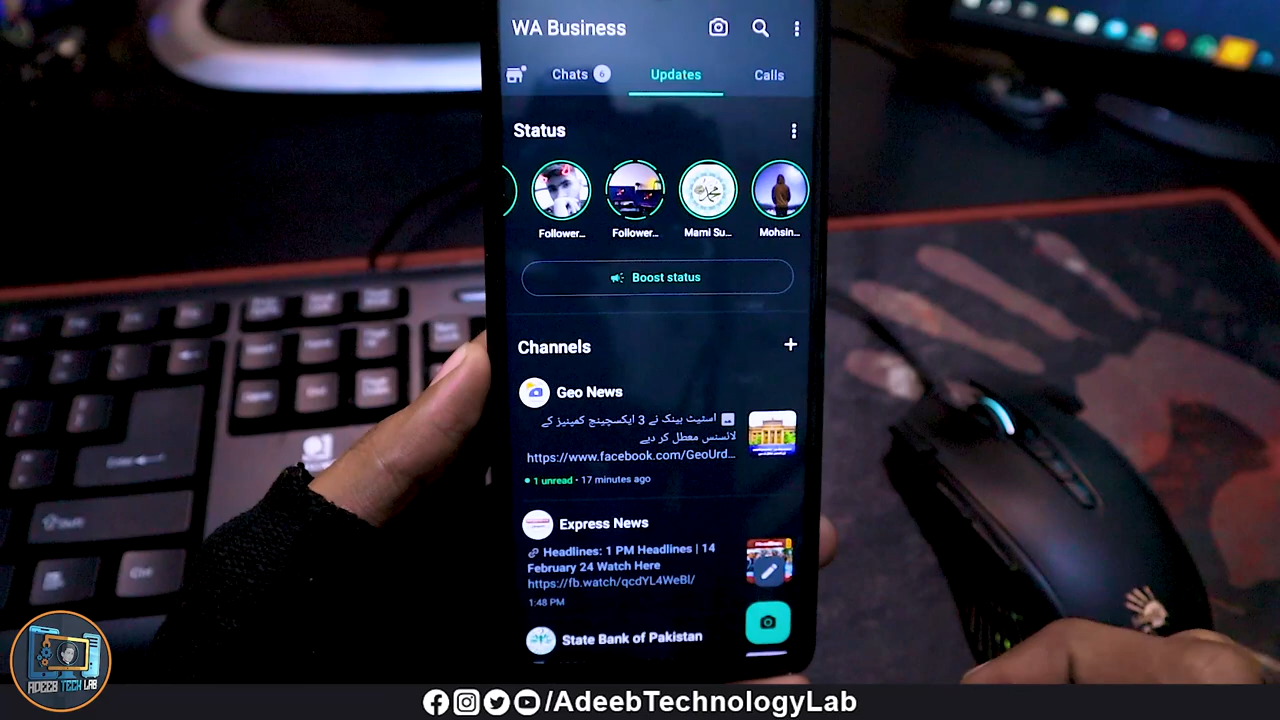 WA Business
Chats 6
Updates
Calls
Status
Follower...
Follower...
Mami Su...
Mohsin...
Boost status
Channels
Geo News
اسٹیٹ بینک نے 3 ایکسچینج کمپنیز کے
لائسنس معطل کر دیے
https://www.facebook.com/GeoUrd...
1 unread • 17 minutes ago
Express News
Headlines: 1 PM Headlines | 14
February 24 Watch Here
https://fb.watch/qcdYL4WeBl/
1:48 PM
State Bank of Pakistan
Enter
Shift
Ctrl
ADEEB TECH LAB
/AdeebTechnologyLab